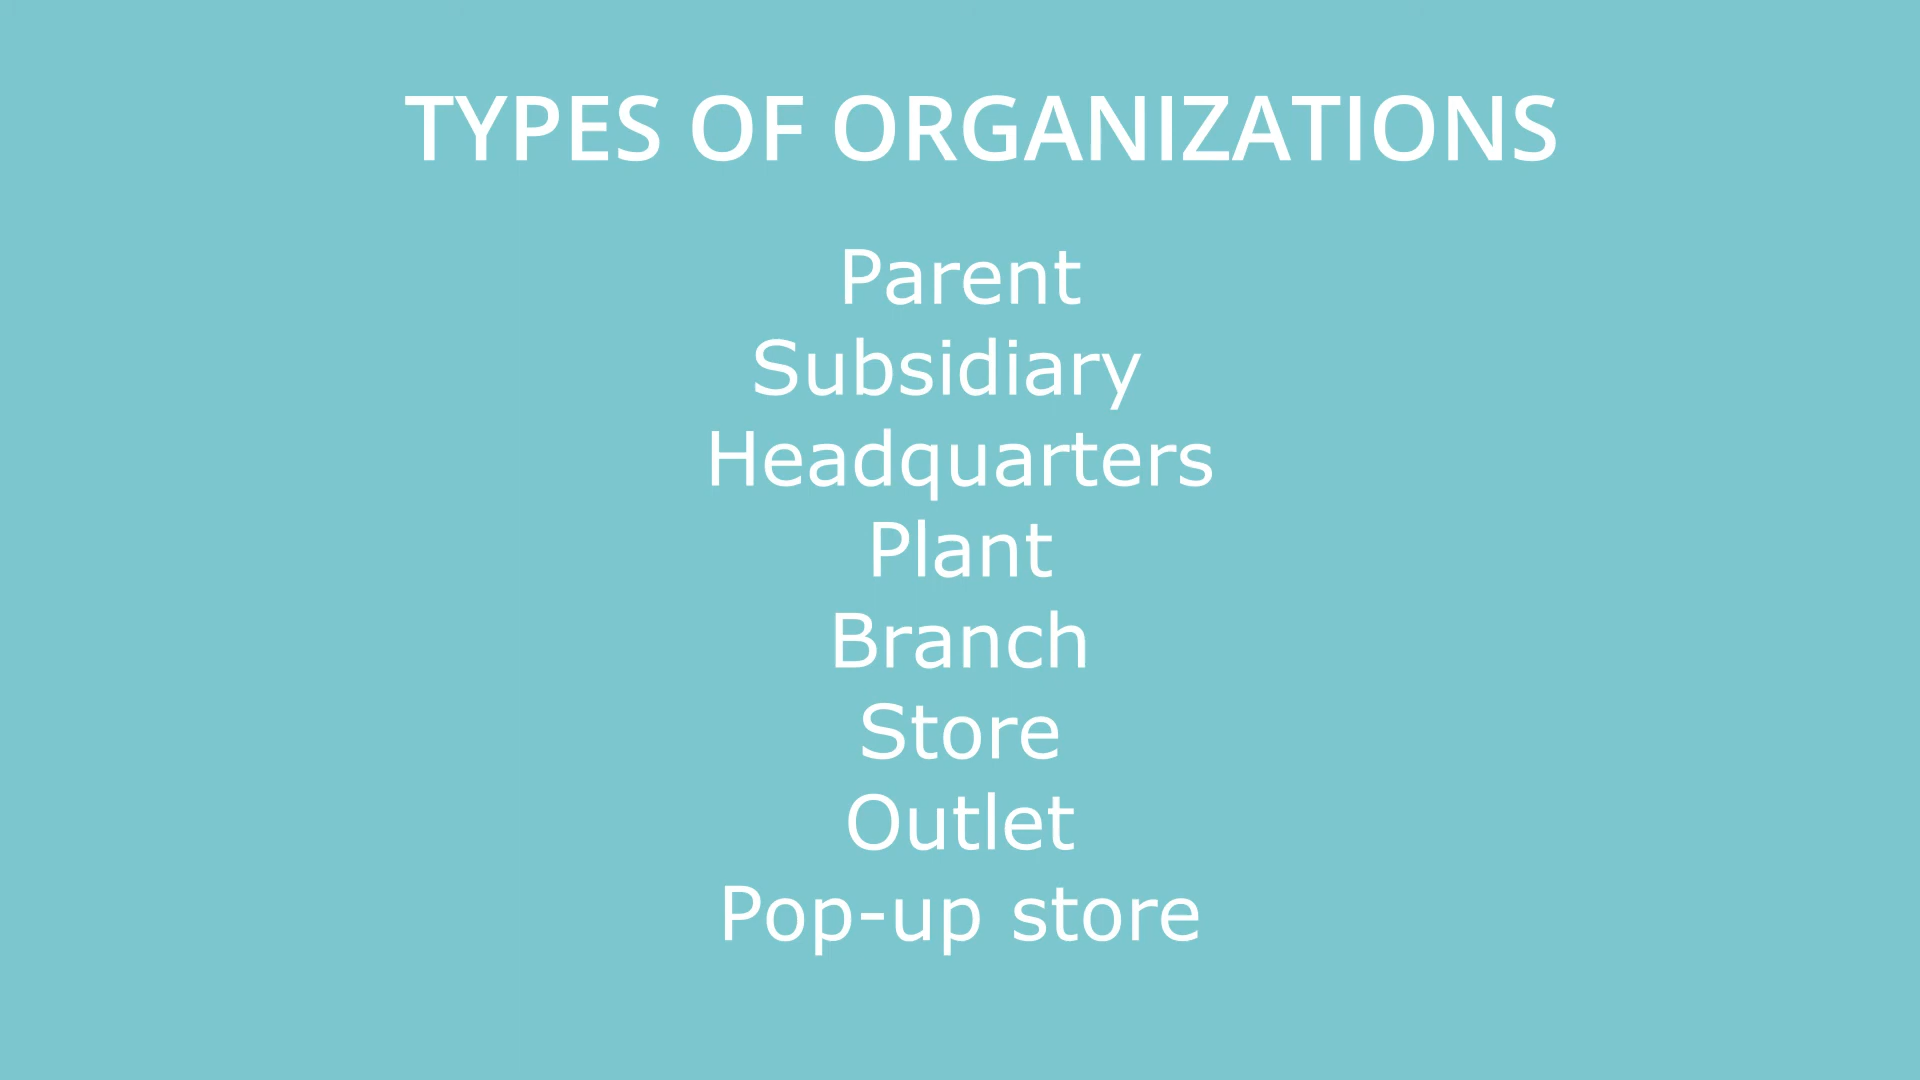 TYPES OF ORGANIZATIONS
Parent
Subsidiary
Headquarters
Plant
Branch
Store
Outlet
Pop-up store